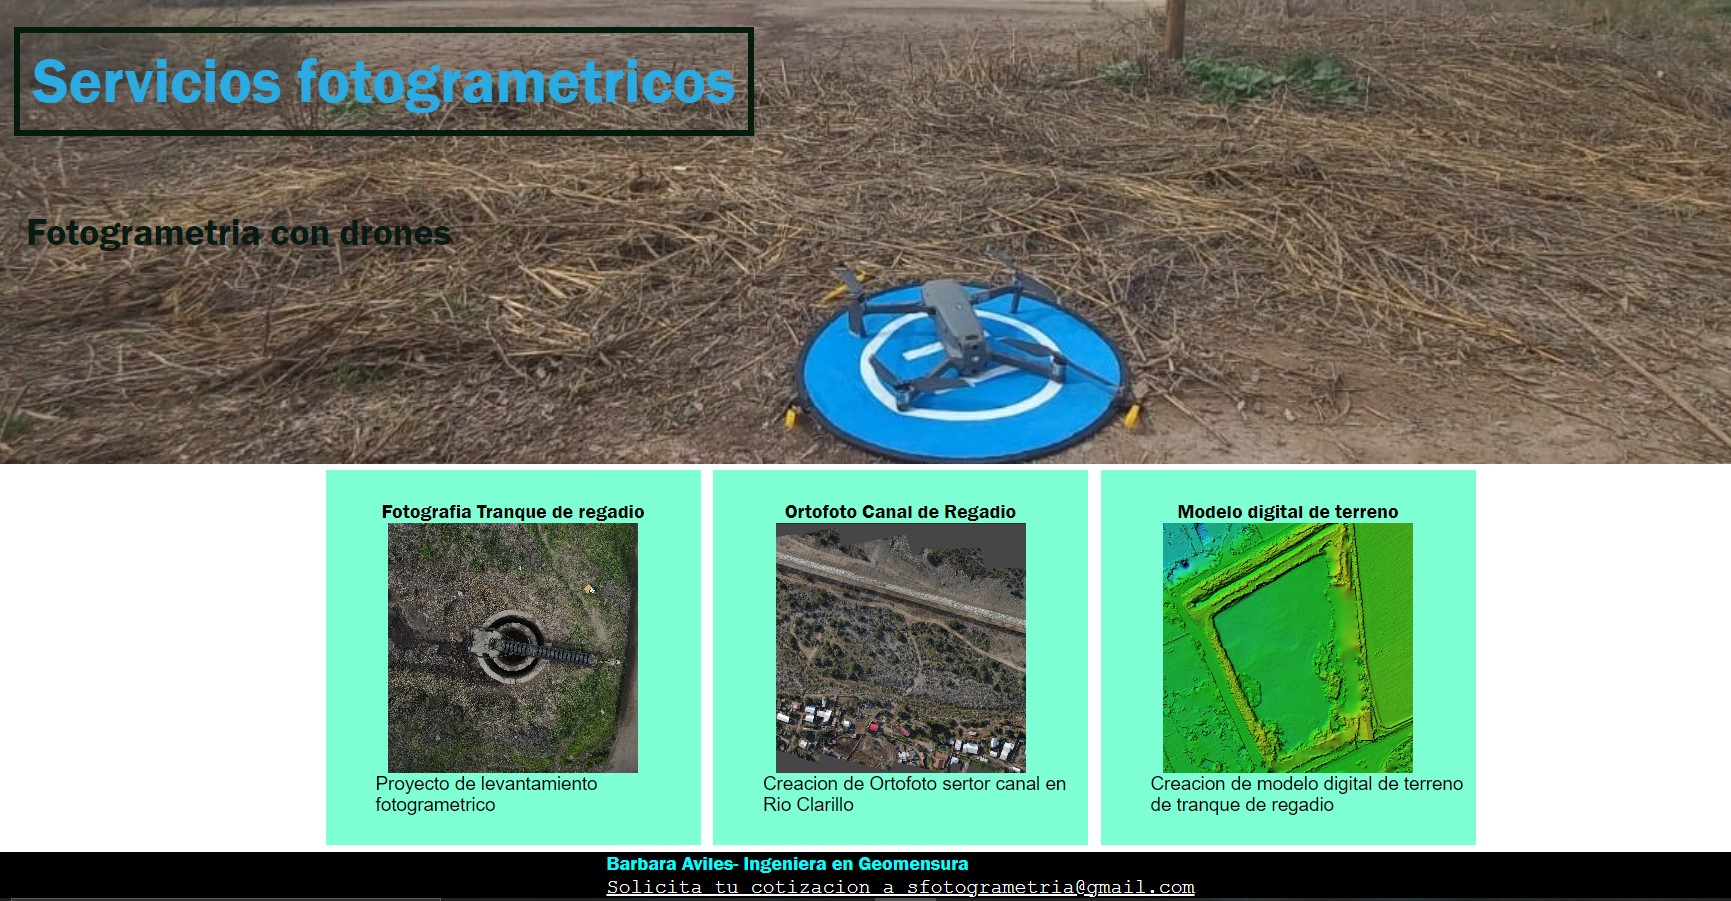 Servicios fotogrametricos
Fotogrametria con drones
Fotografia Tranque de regadio
Proyecto de levantamiento
fotogrametrico
Ortofoto Canal de Regadio
Creacion de Ortofoto sertor canal en
Rio Clarillo
Modelo digital de terreno
Creacion de modelo digital de terreno
de tranque de regadio
Barbara Aviles- Ingeniera en Geomensura
Solicita tu cotizacion a sfotogrametria@gmail.com